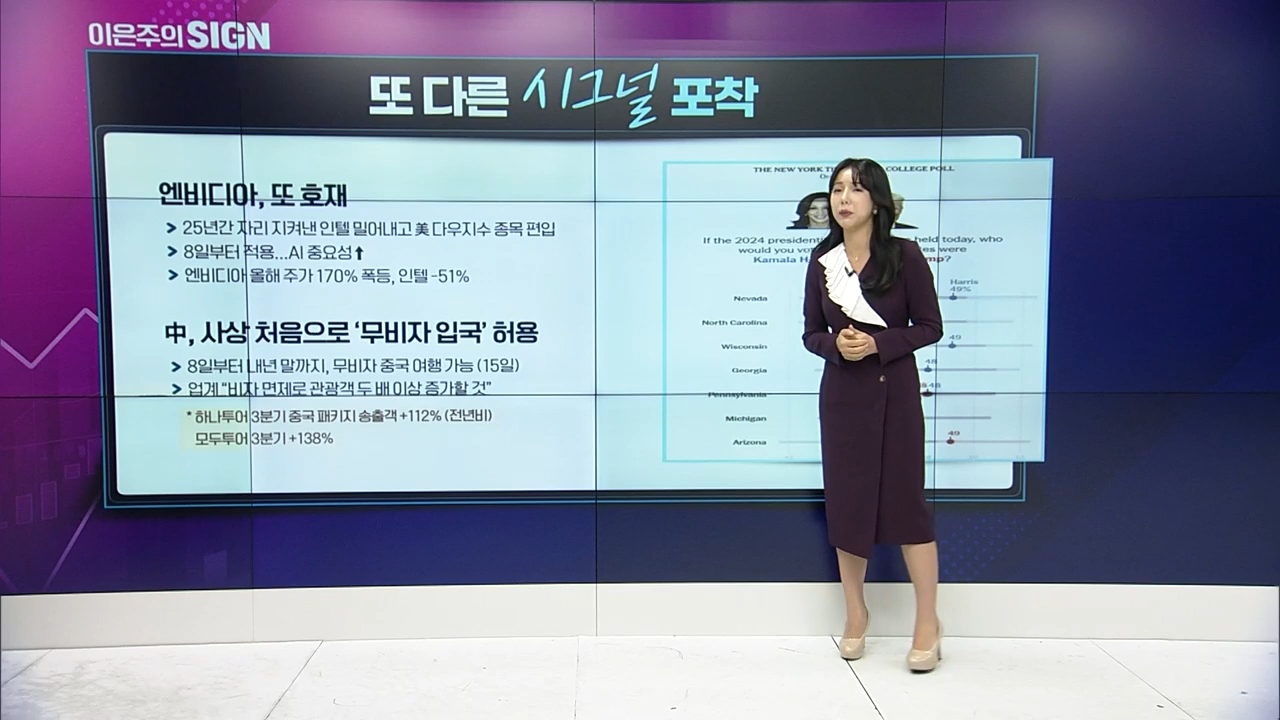 이은주의 SIGN
또 다른 시그널 포착
엔비디아, 또 호재
25년간 자리 지켜낸 인텔 밀어내고 美 다우지수 종목 편입
8일부터 적용…AI 중요성↑
엔비디아 올해 주가 170% 폭등, 인텔 -51%
中, 사상 처음으로 ‘무비자 입국’ 허용
8일부터 내년 말까지, 무비자 중국 여행 가능 (15일)
업계“비자 면제로 관광객 두 배 이상 증가할 것”
* 하나투어 3분기 중국 패키지 송출객 +112% (전년비)
모두투어 3분기 +138%
THE NEW YORK COLLEGE POLL
If the 2024 held today, who
would you were
Kamala
Harris
49%
Nevada
North Carolina
Wisconsin 49
Georgia 48
Pennsylvania 48
Michigan
Arizona 49